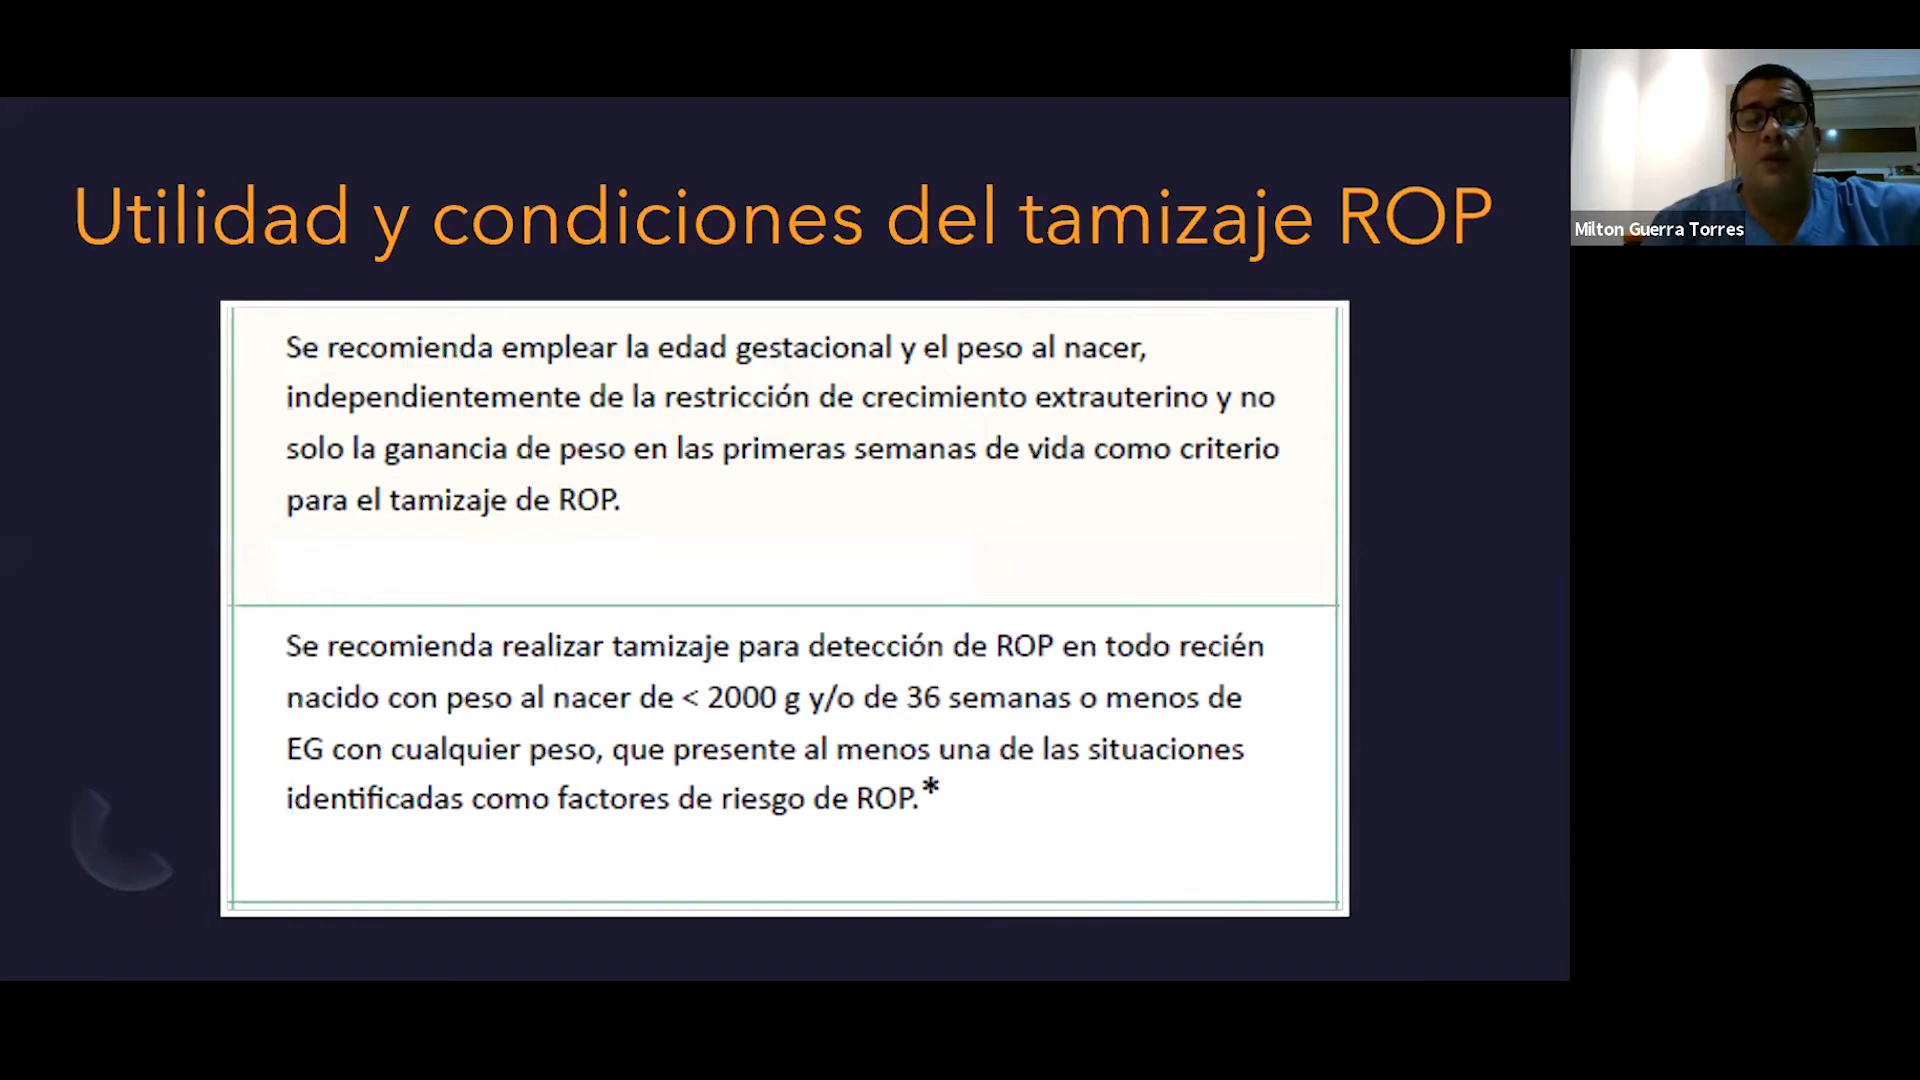 Utilidad y condiciones del tamizaje ROP
Milton Guerra Torres
Se recomienda emplear la edad gestacional y el peso al nacer,
independientemente de la restricción de crecimiento extrauterino y no
solo la ganancia de peso en las primeras semanas de vida como criterio
para el tamizaje de ROP.
Se recomienda realizar tamizaje para detección de ROP en todo recién
nacido con peso al nacer de < 2000 g y/o de 36 semanas o menos de
EG con cualquier peso, que presente al menos una de las situaciones
identificadas como factores de riesgo de ROP.*